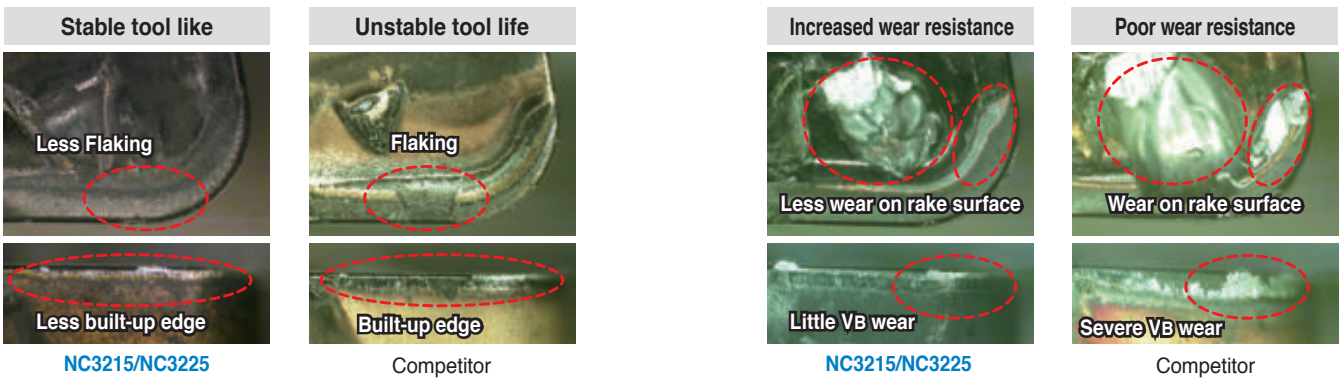 Stable tool like
Unstable tool life
Increased wear resistance
Poor wear resistance
Less Flaking
Flaking
Less wear on rake surface
Wear on rake surface
Less built-up edge
Built-up edge
Little VB wear
Severe VB wear
NC3215/NC3225
Competitor
NC3215/NC3225
Competitor